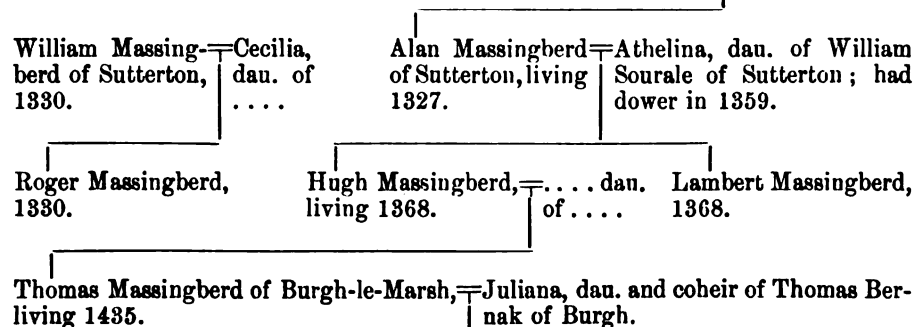 William Massing-
berd of Sutterton,
1330.
Cecilia,
dau. of
. . . .
Alan Massingberd
of Sutterton, living
1327.
Athelina, dau. of William
Sourale of Sutterton ; had
dower in 1359.
Roger Massingberd,
1330.
Hugh Massingberd,
living 1368.
. . . . dau.
of . . . .
Lambert Massingberd,
1368.
Thomas Massingberd of Burgh-le-Marsh,
living 1435.
Juliana, dau. and coheir of Thomas Ber-
nak of Burgh.